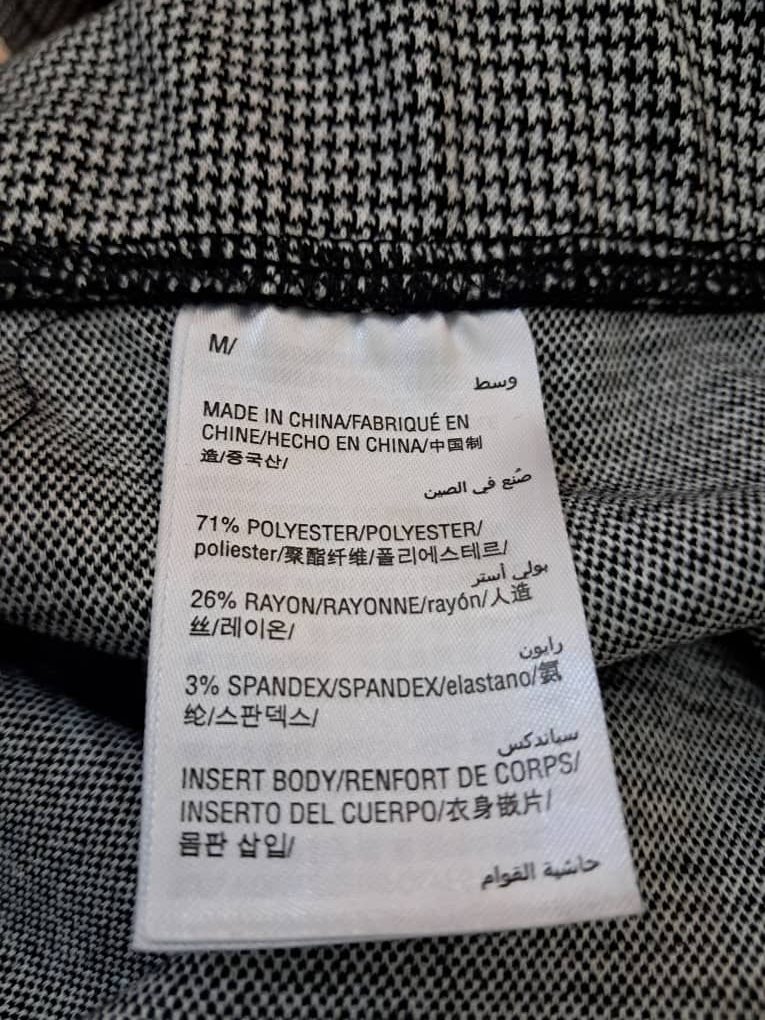 M/
وسط
MADE IN CHINA/FABRIQUÉ EN
CHINE/HECHO EN CHINA/中国制
造/중국산/
صُنع في الصين
71% POLYESTER/POLYESTER/
poliester/聚酯纤维/폴리에스테르/
بولي أستر
26% RAYON/RAYONNE/rayón/人造
丝/레이온/
رايون
3% SPANDEX/SPANDEX/elastano/氨
纶/스판덱스/
سباندكس
INSERT BODY/RENFORT DE CORPS/
INSERTO DEL CUERPO/衣身嵌片/
몸판 삽입/
حاشية القوام